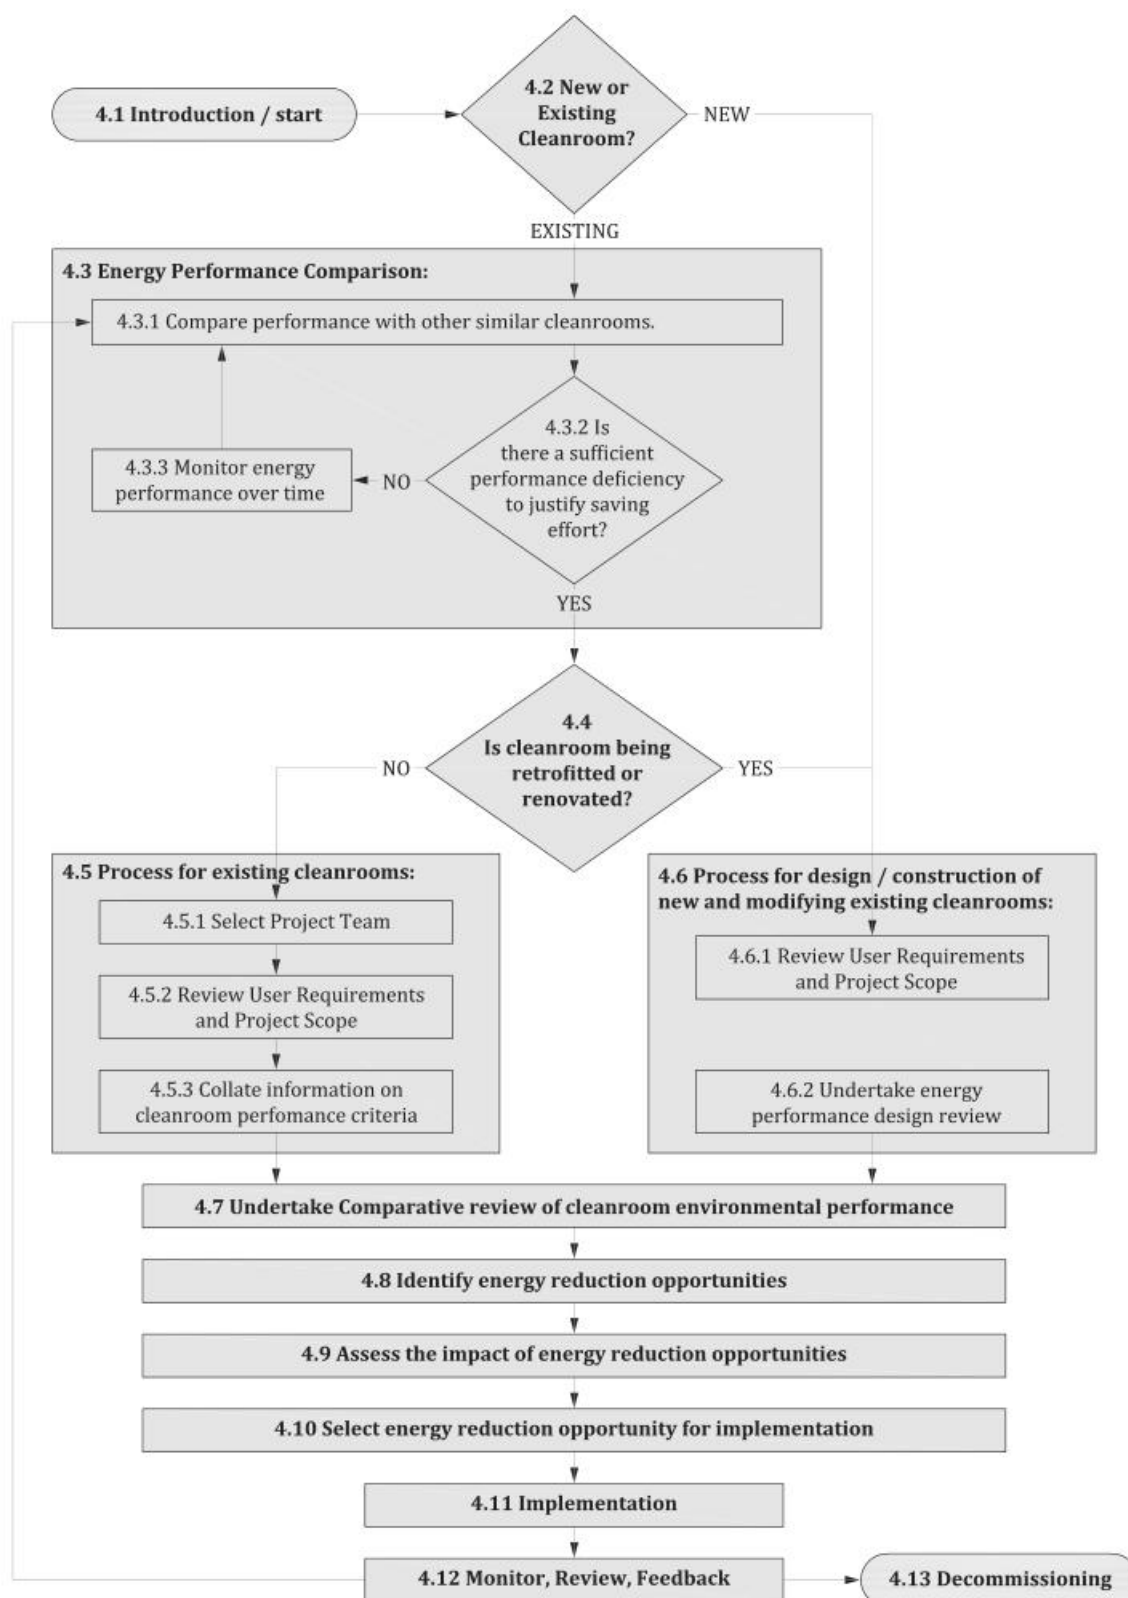 4.1 Introduction / start
4.2 New or
Existing
Cleanroom?
NEW
EXISTING
4.3 Energy Performance Comparison:
4.3.1 Compare performance with other similar cleanrooms.
4.3.2 Is
there a sufficient
performance deficiency
to justify saving
effort?
NO
4.3.3 Monitor energy
performance over time
YES
4.4
Is cleanroom being
retrofitted or
renovated?
NO
YES
4.5 Process for existing cleanrooms:
4.5.1 Select Project Team
4.5.2 Review User Requirements
and Project Scope
4.5.3 Collate information on
cleanroom perfomance criteria
4.6 Process for design / construction of
new and modifying existing cleanrooms:
4.6.1 Review User Requirements
and Project Scope
4.6.2 Undertake energy
performance design review
4.7 Undertake Comparative review of cleanroom environmental performance
4.8 Identify energy reduction opportunities
4.9 Assess the impact of energy reduction opportunities
4.10 Select energy reduction opportunity for implementation
4.11 Implementation
4.12 Monitor, Review, Feedback
4.13 Decommissioning